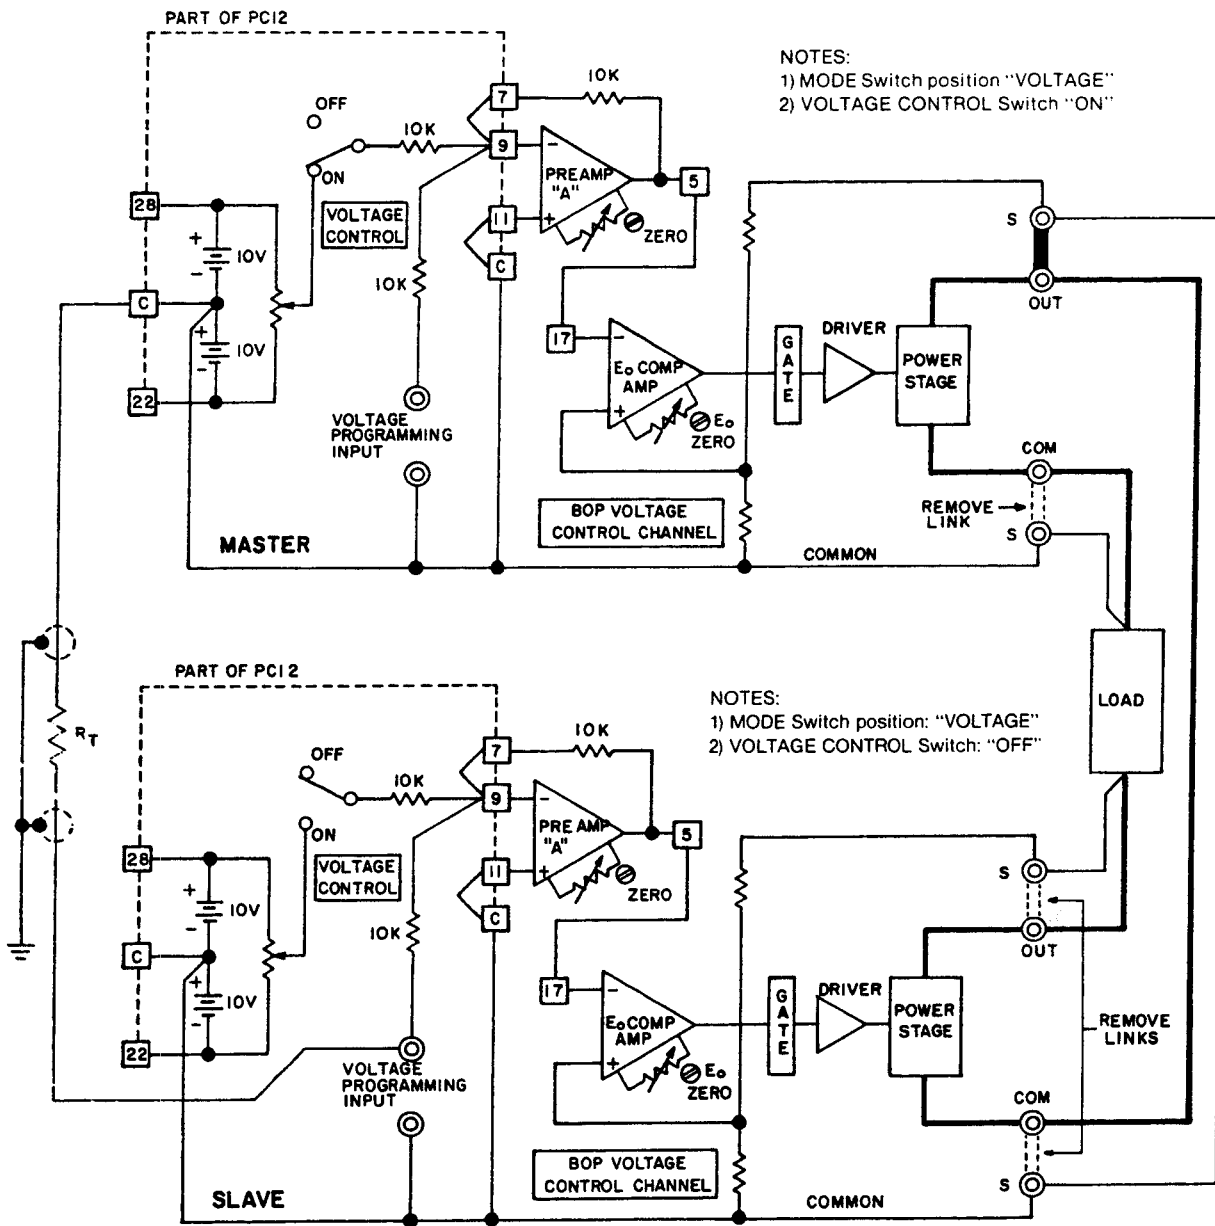 PART OF PC12
NOTES:
1) MODE Switch position "VOLTAGE"
2) VOLTAGE CONTROL Switch "ON"
7
10K
OFF
10K
9
PREAMP
"A"
5
ON
28
VOLTAGE
CONTROL
11
ZERO
S
+
10V
-
10K
C
C
OUT
+
10V
-
17
E₀ COMP
AMP
GATE
DRIVER
POWER
STAGE
22
VOLTAGE
PROGRAMMING
INPUT
E₀
ZERO
COM
BOP VOLTAGE
CONTROL CHANNEL
REMOVE
LINK
S
MASTER
COMMON
PART OF PC12
NOTES:
1) MODE Switch position: "VOLTAGE"
2) VOLTAGE CONTROL Switch: "OFF"
LOAD
RT
7
10K
OFF
10K
9
PREAMP
"A"
5
ON
28
VOLTAGE
CONTROL
11
ZERO
S
+
10V
-
10K
C
C
OUT
+
10V
-
17
E₀ COMP
AMP
GATE
DRIVER
POWER
STAGE
REMOVE
LINKS
22
VOLTAGE
PROGRAMMING
INPUT
E₀
ZERO
COM
BOP VOLTAGE
CONTROL CHANNEL
S
SLAVE
COMMON